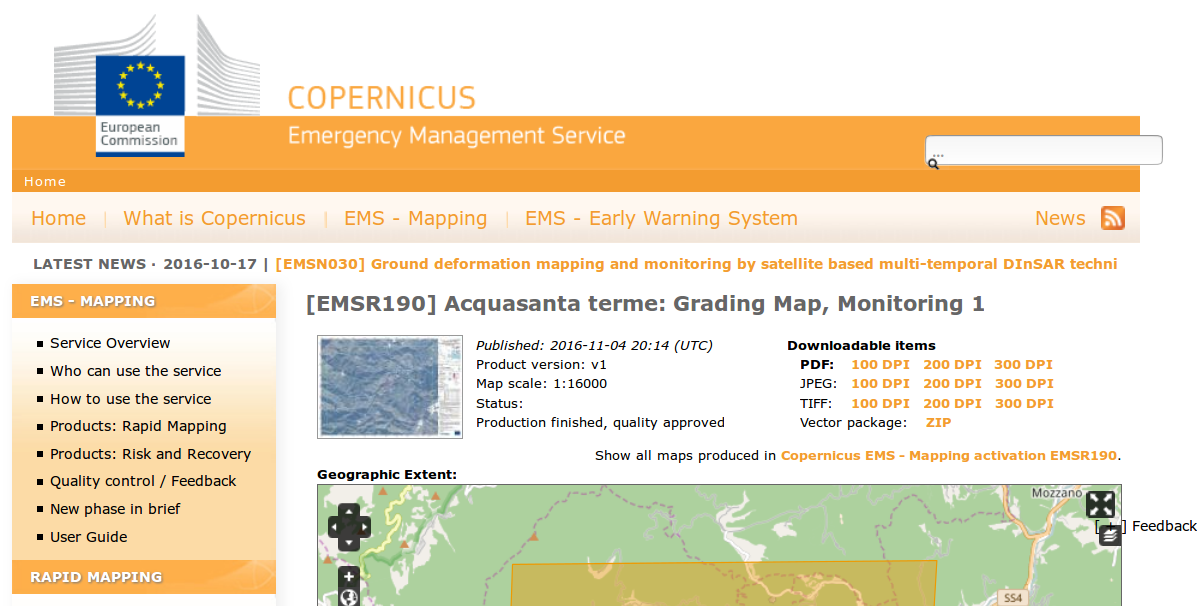 COPERNICUS
European
Commission
Emergency Management Service
...
Home
Home | What is Copernicus | EMS - Mapping | EMS - Early Warning System News
LATEST NEWS · 2016-10-17 | [EMSN030] Ground deformation mapping and monitoring by satellite based multi-temporal DInSAR techni
EMS - MAPPING
Service Overview
Who can use the service
How to use the service
Products: Rapid Mapping
Products: Risk and Recovery
Quality control / Feedback
New phase in brief
User Guide
RAPID MAPPING
[EMSR190] Acquasanta terme: Grading Map, Monitoring 1
Published: 2016-11-04 20:14 (UTC)
Product version: v1
Map scale: 1:16000
Status:
Production finished, quality approved
Downloadable items
PDF: 100 DPI 200 DPI 300 DPI
JPEG: 100 DPI 200 DPI 300 DPI
TIFF: 100 DPI 200 DPI 300 DPI
Vector package: ZIP
Show all maps produced in Copernicus EMS - Mapping activation EMSR190.
Geographic Extent:
Mozzano
[ + ] Feedback
SS4